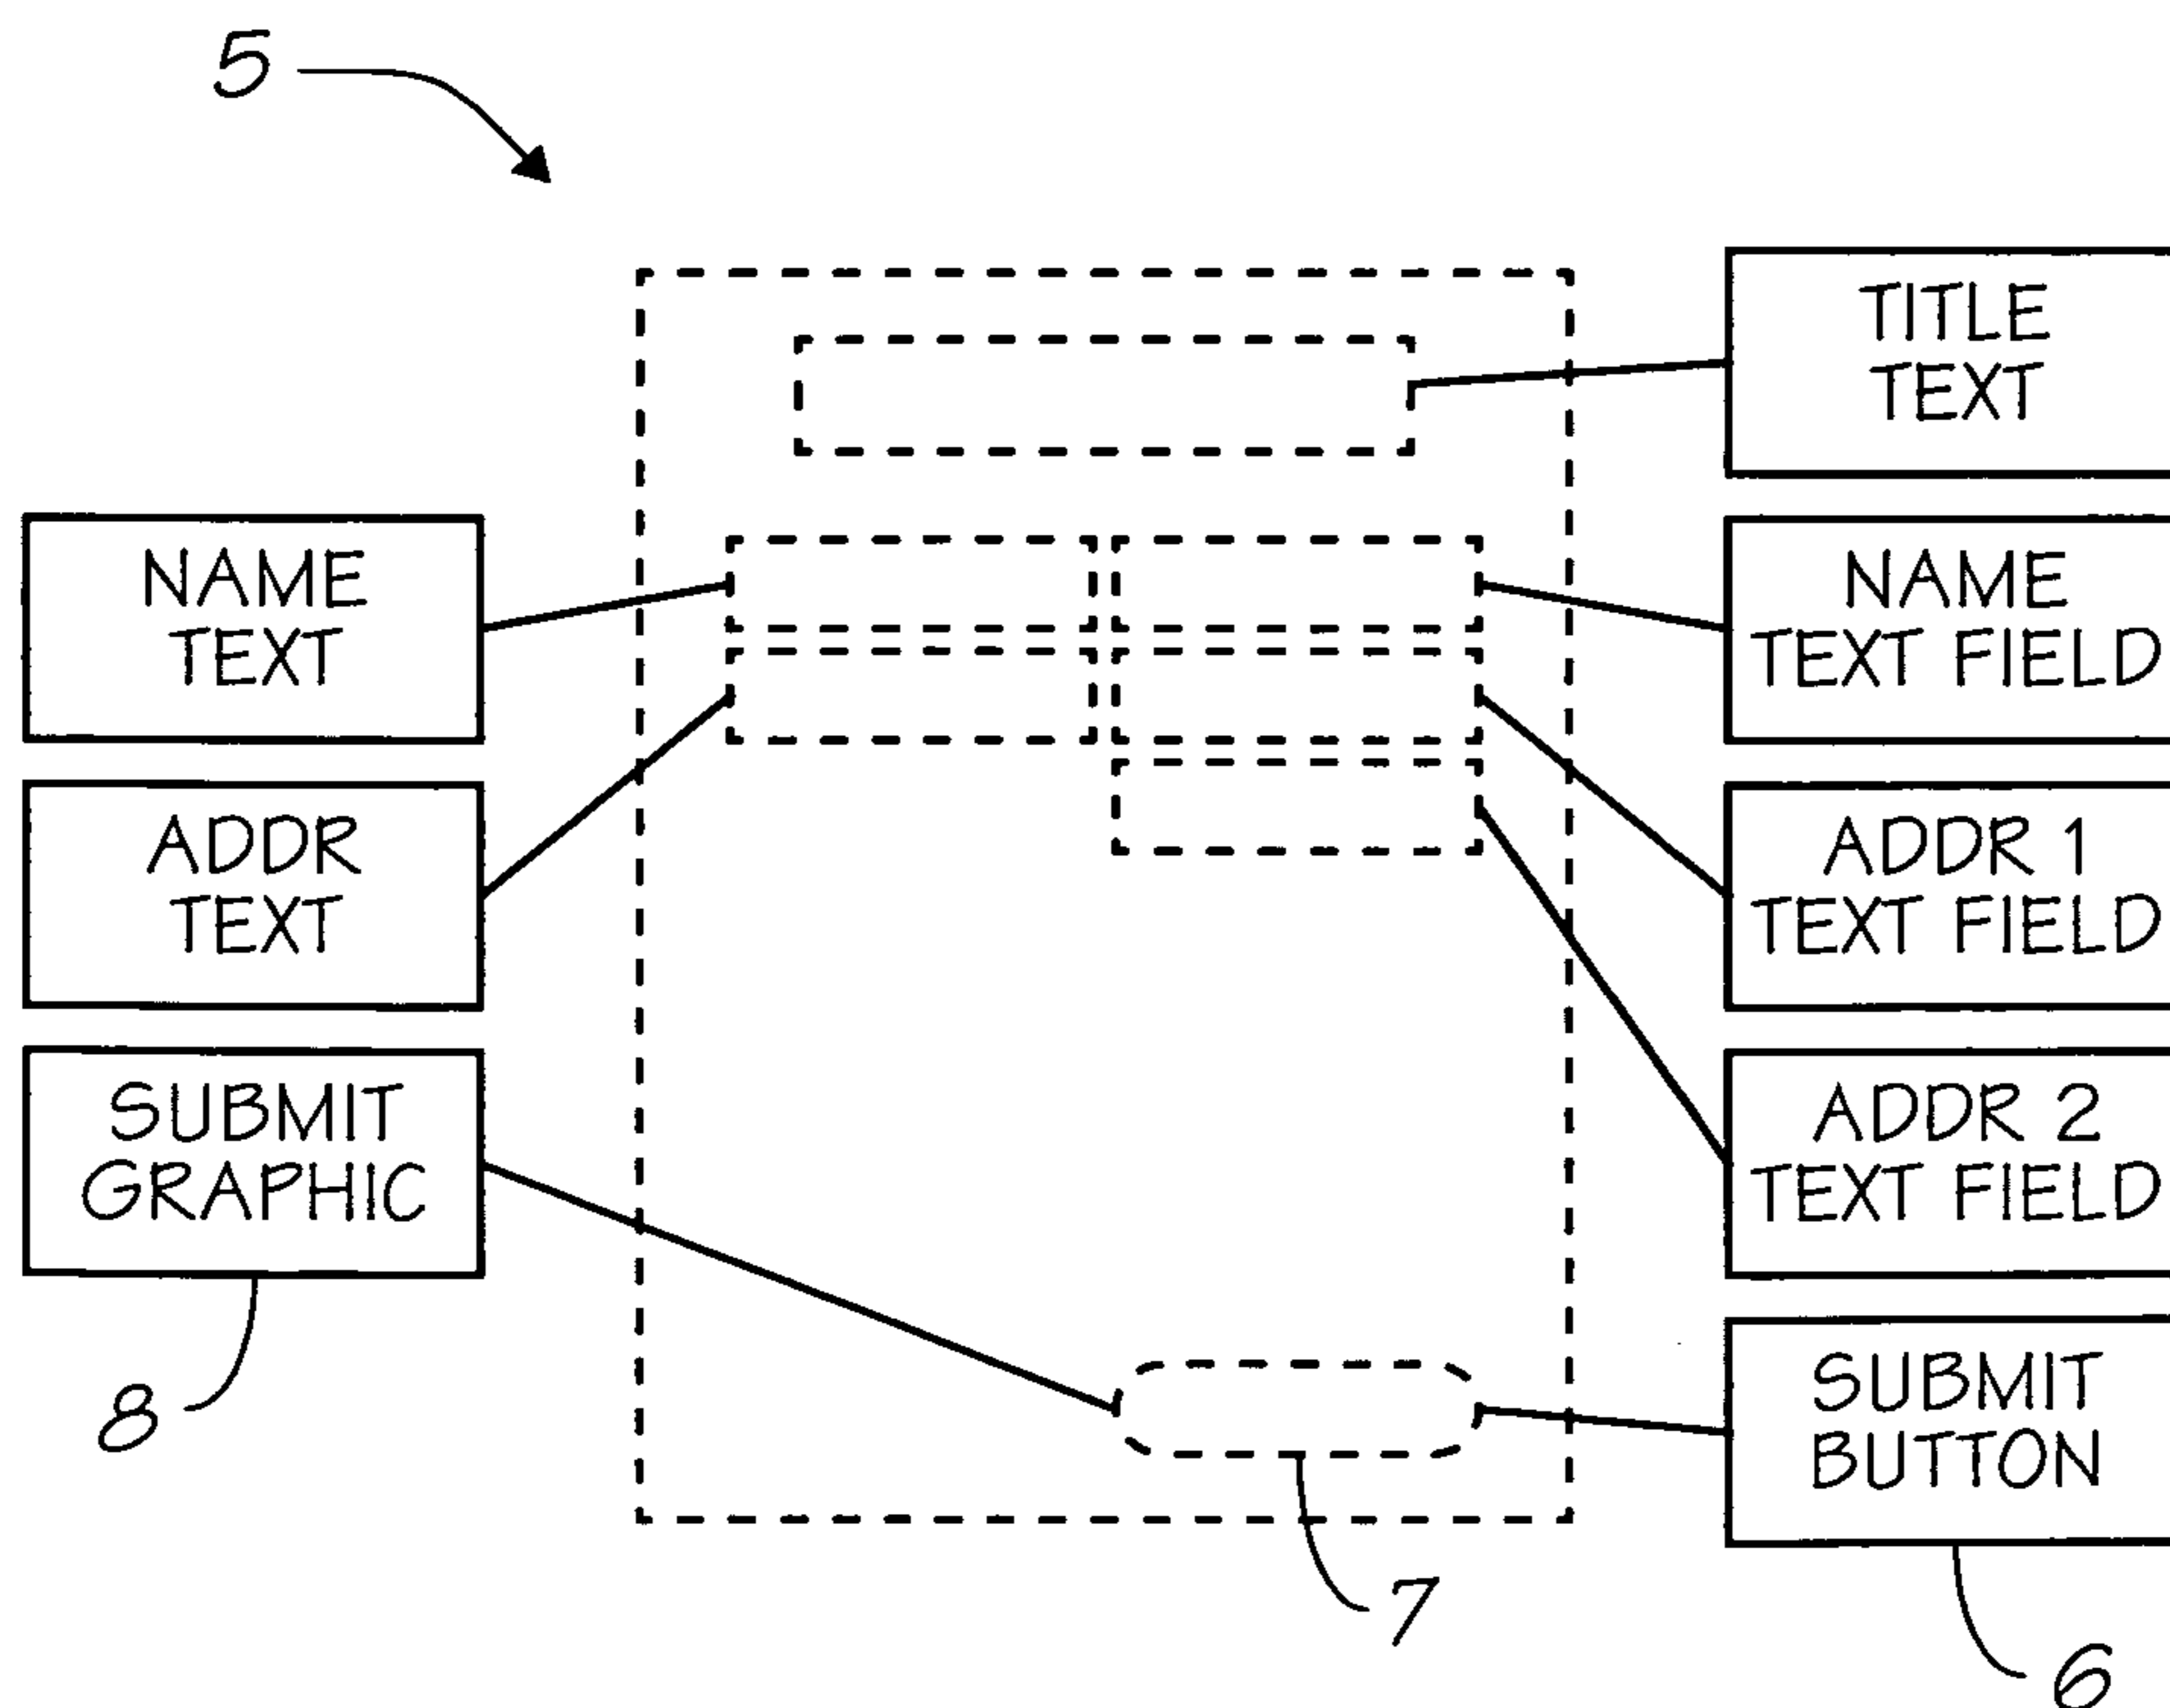 5
TITLE
TEXT
NAME
TEXT
NAME
TEXT FIELD
ADDR
TEXT
ADDR 1
TEXT FIELD
SUBMIT
GRAPHIC
ADDR 2
TEXT FIELD
SUBMIT
BUTTON
8
7
6